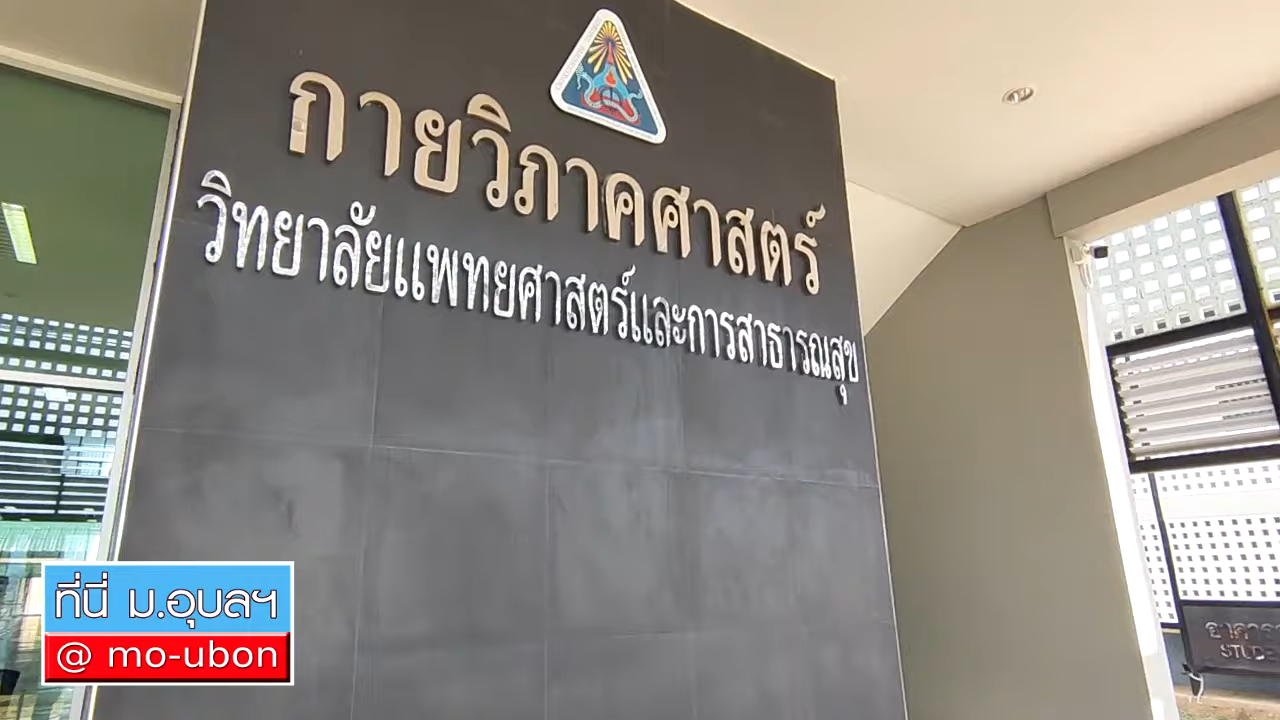 กายวิภาคศาสตร์
วิทยาลัยแพทยศาสตร์และการสาธารณสุข
ที่นี่ ม.อุบลฯ
@ mo-ubon